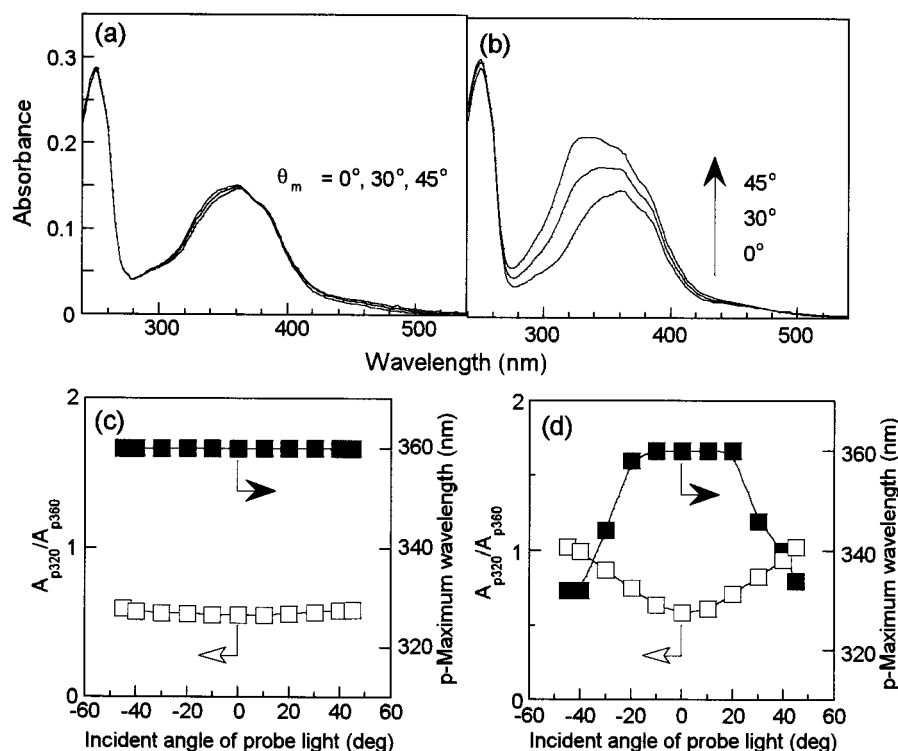 (a)
(b)
0.3
0.2
0.1
0
Absorbance
θm = 0°, 30°, 45°
45°
30°
0°
300 400 500
300 400 500
Wavelength (nm)
(c)
2
1
0
Ap320/Ap360
360
340
320
p-Maximum wavelength (nm)
-60 -40 -20 0 20 40 60
Incident angle of probe light (deg)
(d)
2
1
0
Ap320/Ap360
360
340
320
p-Maximum wavelength (nm)
-60 -40 -20 0 20 40 60
Incident angle of probe light (deg)